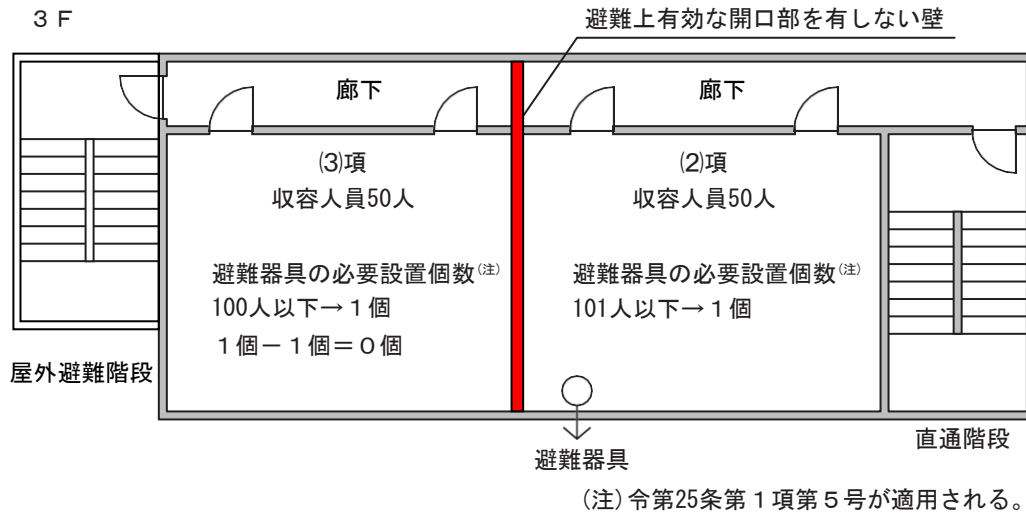 3F
避難上有効な開口部を有しない壁
廊下
廊下
⑶項
収容人員50人
⑵項
収容人員50人
避難器具の必要設置個数(注)
100人以下→1個
1個-1個=0個
避難器具の必要設置個数(注)
101人以下→1個
屋外避難階段
直通階段
避難器具
(注)令第25条第1項第5号が適用される。